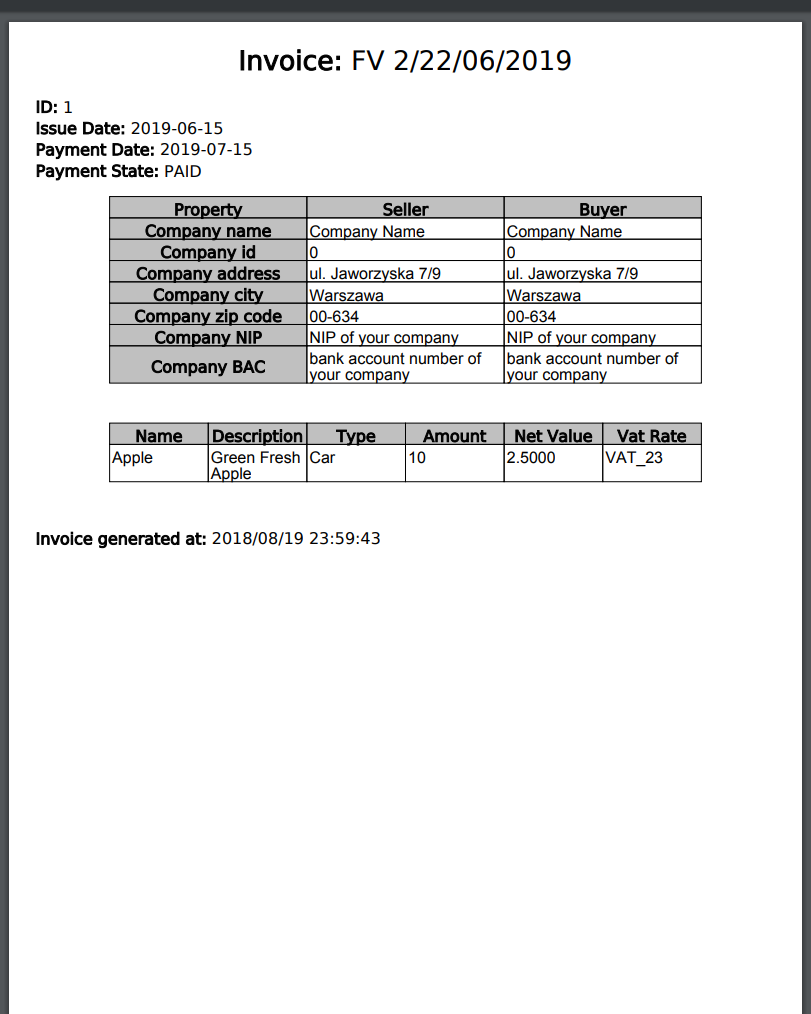 Invoice: FV 2/22/06/2019
ID: 1
Issue Date: 2019-06-15
Payment Date: 2019-07-15
Payment State: PAID
Property Seller Buyer
Company name Company Name Company Name
Company id 0 0
Company address ul. Jaworzyska 7/9 ul. Jaworzyska 7/9
Company city Warszawa Warszawa
Company zip code 00-634 00-634
Company NIP NIP of your company NIP of your company
Company BAC bank account number of your company bank account number of your company
Name Description Type Amount Net Value Vat Rate
Apple Green Fresh Apple Car 10 2.5000 VAT_23
Invoice generated at: 2018/08/19 23:59:43